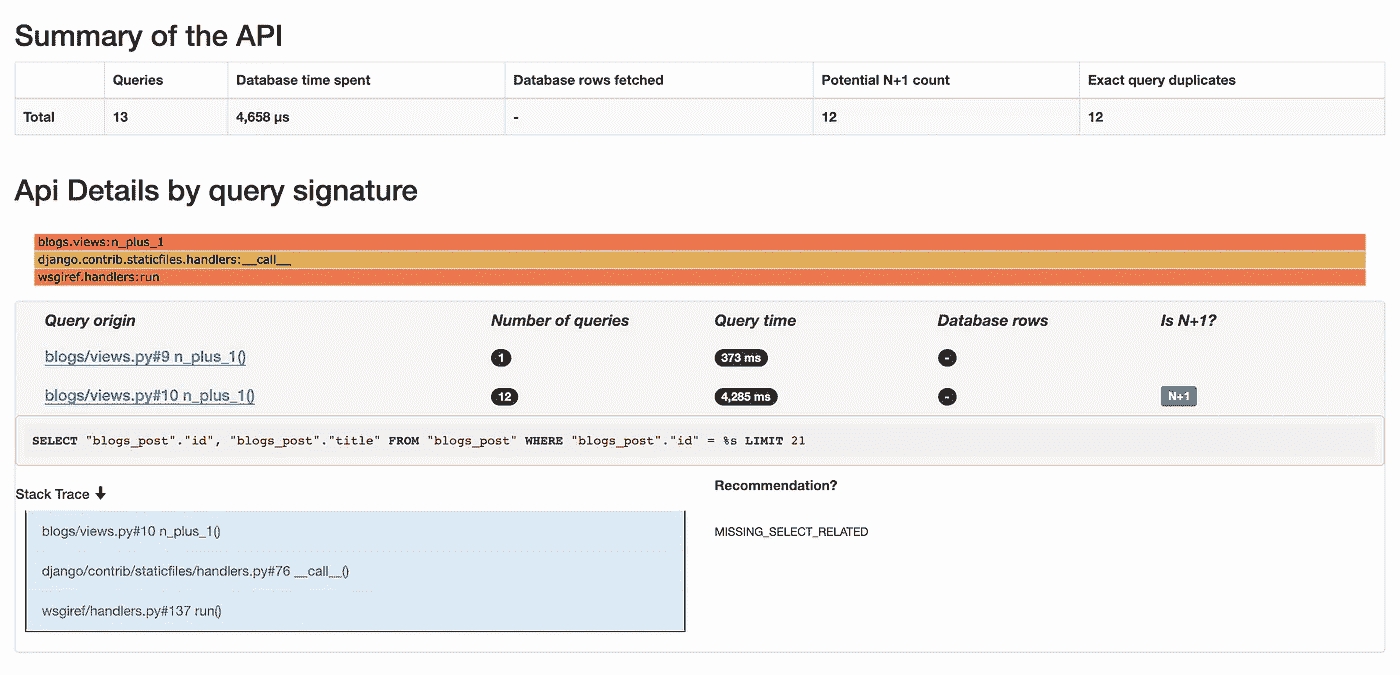 Summary of the API
Queries Database time spent Database rows fetched Potential N+1 count Exact query duplicates
Total 13 4,658 µs - 12 12
Api Details by query signature
blogs.views:n_plus_1
django.contrib.staticfiles.handlers:__call__
wsgiref.handlers:run
Query origin Number of queries Query time Database rows Is N+1?
blogs/views.py#9 n_plus_1() 1 373 ms -
blogs/views.py#10 n_plus_1() 12 4,285 ms - N+1
SELECT "blogs_post"."id", "blogs_post"."title" FROM "blogs_post" WHERE "blogs_post"."id" = %s LIMIT 21
Stack Trace ↓ Recommendation?
blogs/views.py#10 n_plus_1() MISSING_SELECT_RELATED
django/contrib/staticfiles/handlers.py#76 __call__()
wsgiref/handlers.py#137 run()